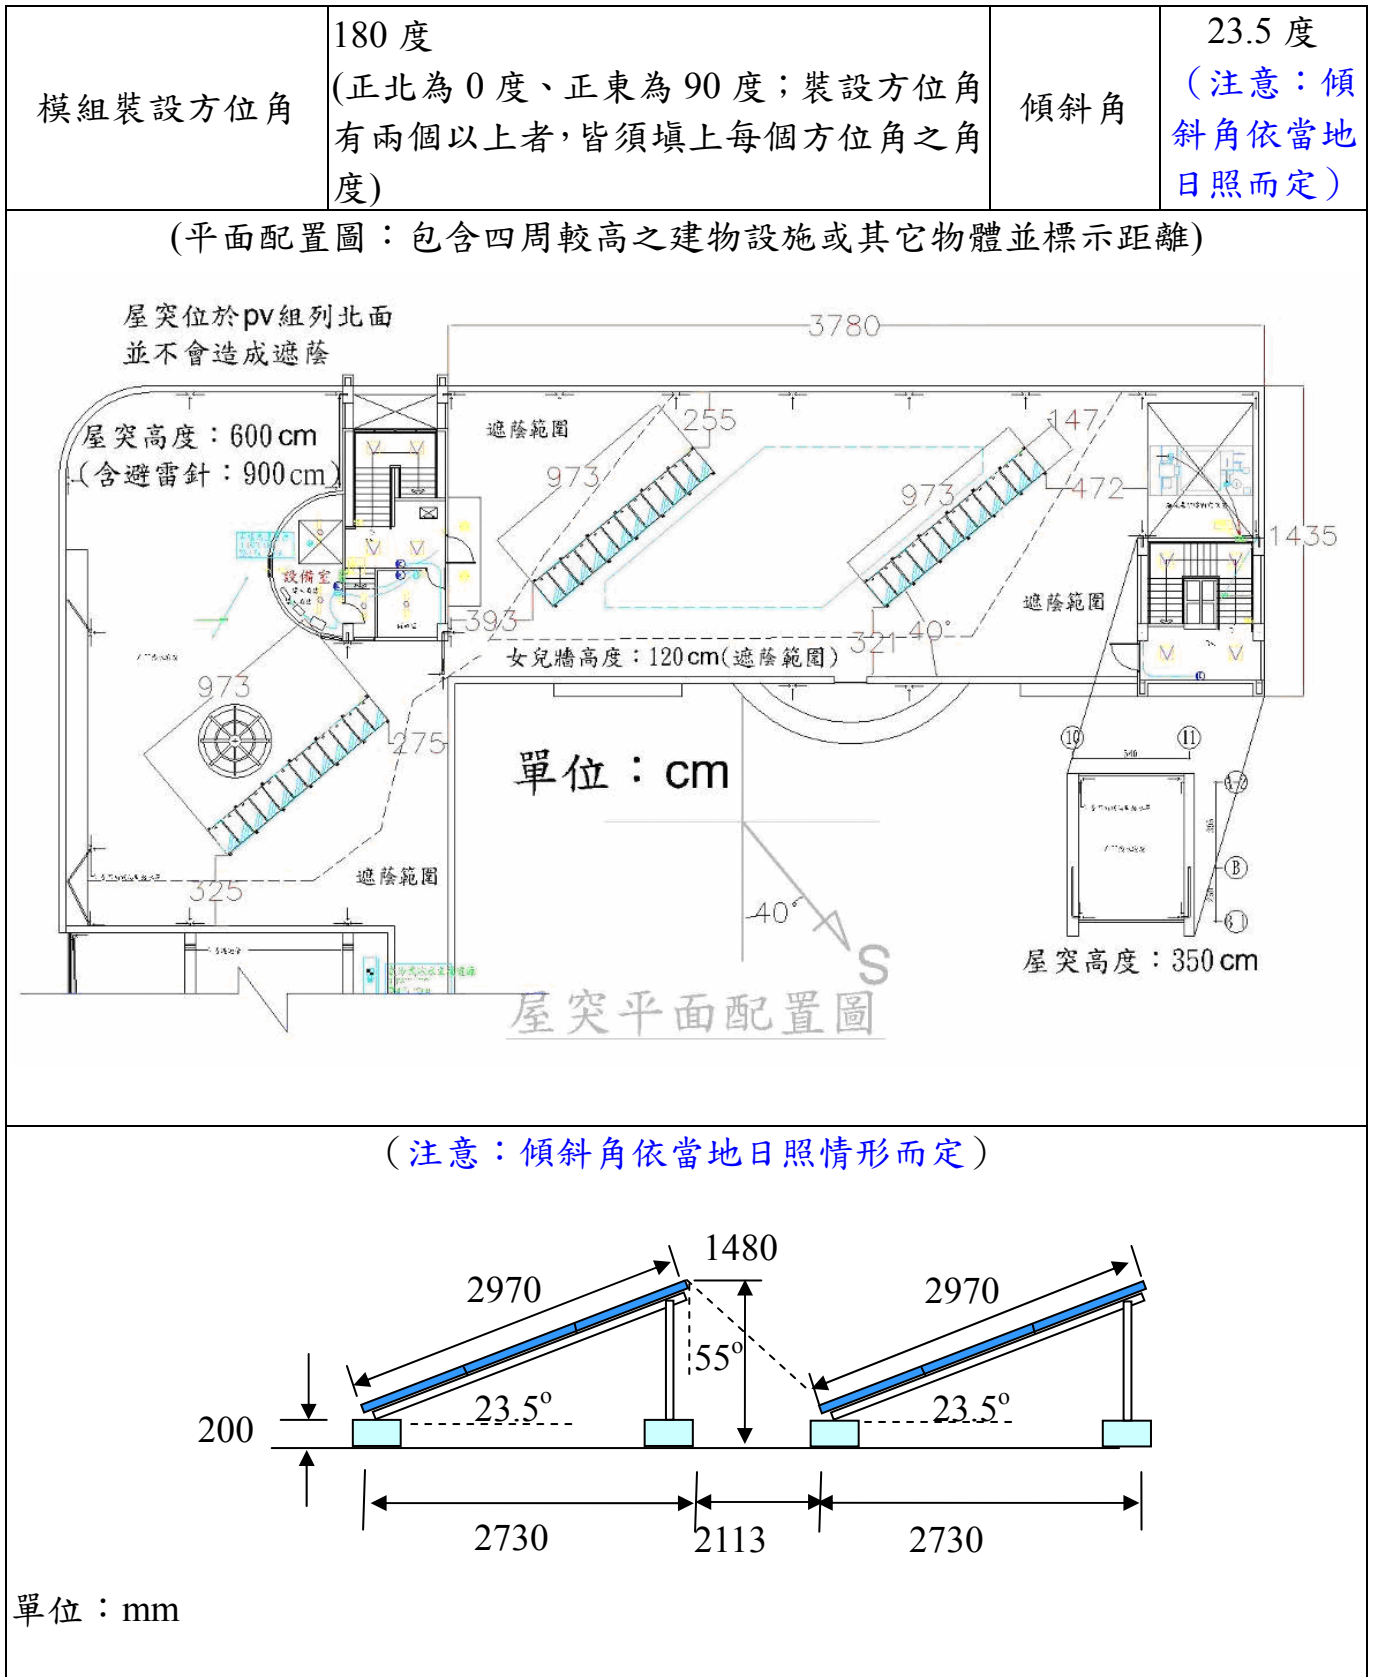 模組裝設方位角
180 度
(正北為 0 度、正東為 90 度；裝設方位角
有兩個以上者，皆須填上每個方位角之角
度)
傾斜角
23.5 度
（注意：傾
斜角依當地
日照而定）
(平面配置圖：包含四周較高之建物設施或其它物體並標示距離)
屋突位於pv組列北面
並不會造成遮蔭
3780
屋突高度：600 cm
(含避雷針：900 cm)
遮蔭範圍
255
147
973
973
472
1435
設備室
393
遮蔭範圍
321
40°
女兒牆高度：120 cm(遮蔭範圍)
973
275
單位：cm
10
11
540
A-2
395
B
250
B-1
遮蔭範圍
325
40°
S
屋突高度：350 cm
屋突平面配置圖
（注意：傾斜角依當地日照情形而定）
1480
2970
2970
55°
23.5°
23.5°
200
2730
2113
2730
單位：mm